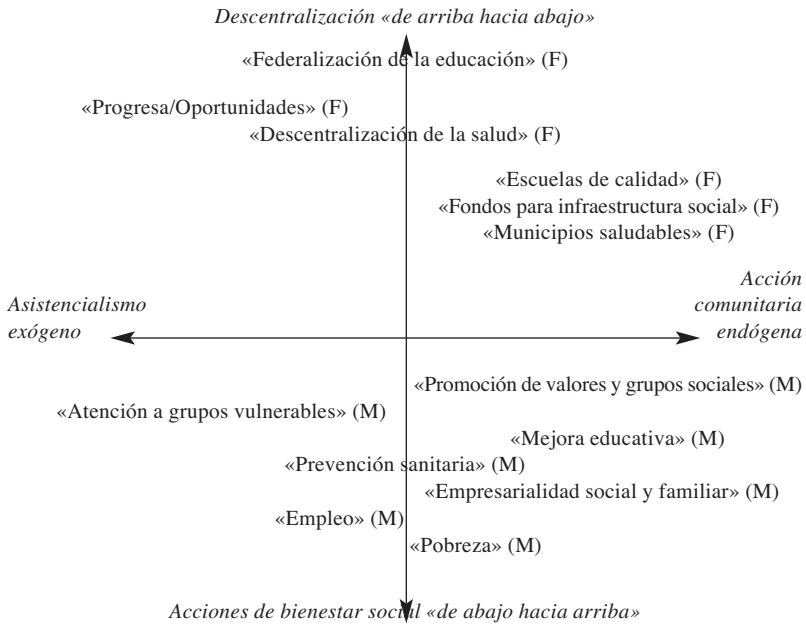 Descentralización «de arriba hacia abajo»
«Federalización de la educación» (F)
«Progresa/Oportunidades» (F)
«Descentralización de la salud» (F)
«Escuelas de calidad» (F)
«Fondos para infraestructura social» (F)
«Municipios saludables» (F)
Asistencialismo
exógeno
Acción
comunitaria
endógena
«Promoción de valores y grupos sociales» (M)
«Atención a grupos vulnerables» (M)
«Mejora educativa» (M)
«Prevención sanitaria» (M)
«Empresarialidad social y familiar» (M)
«Empleo» (M)
«Pobreza» (M)
Acciones de bienestar social «de abajo hacia arriba»